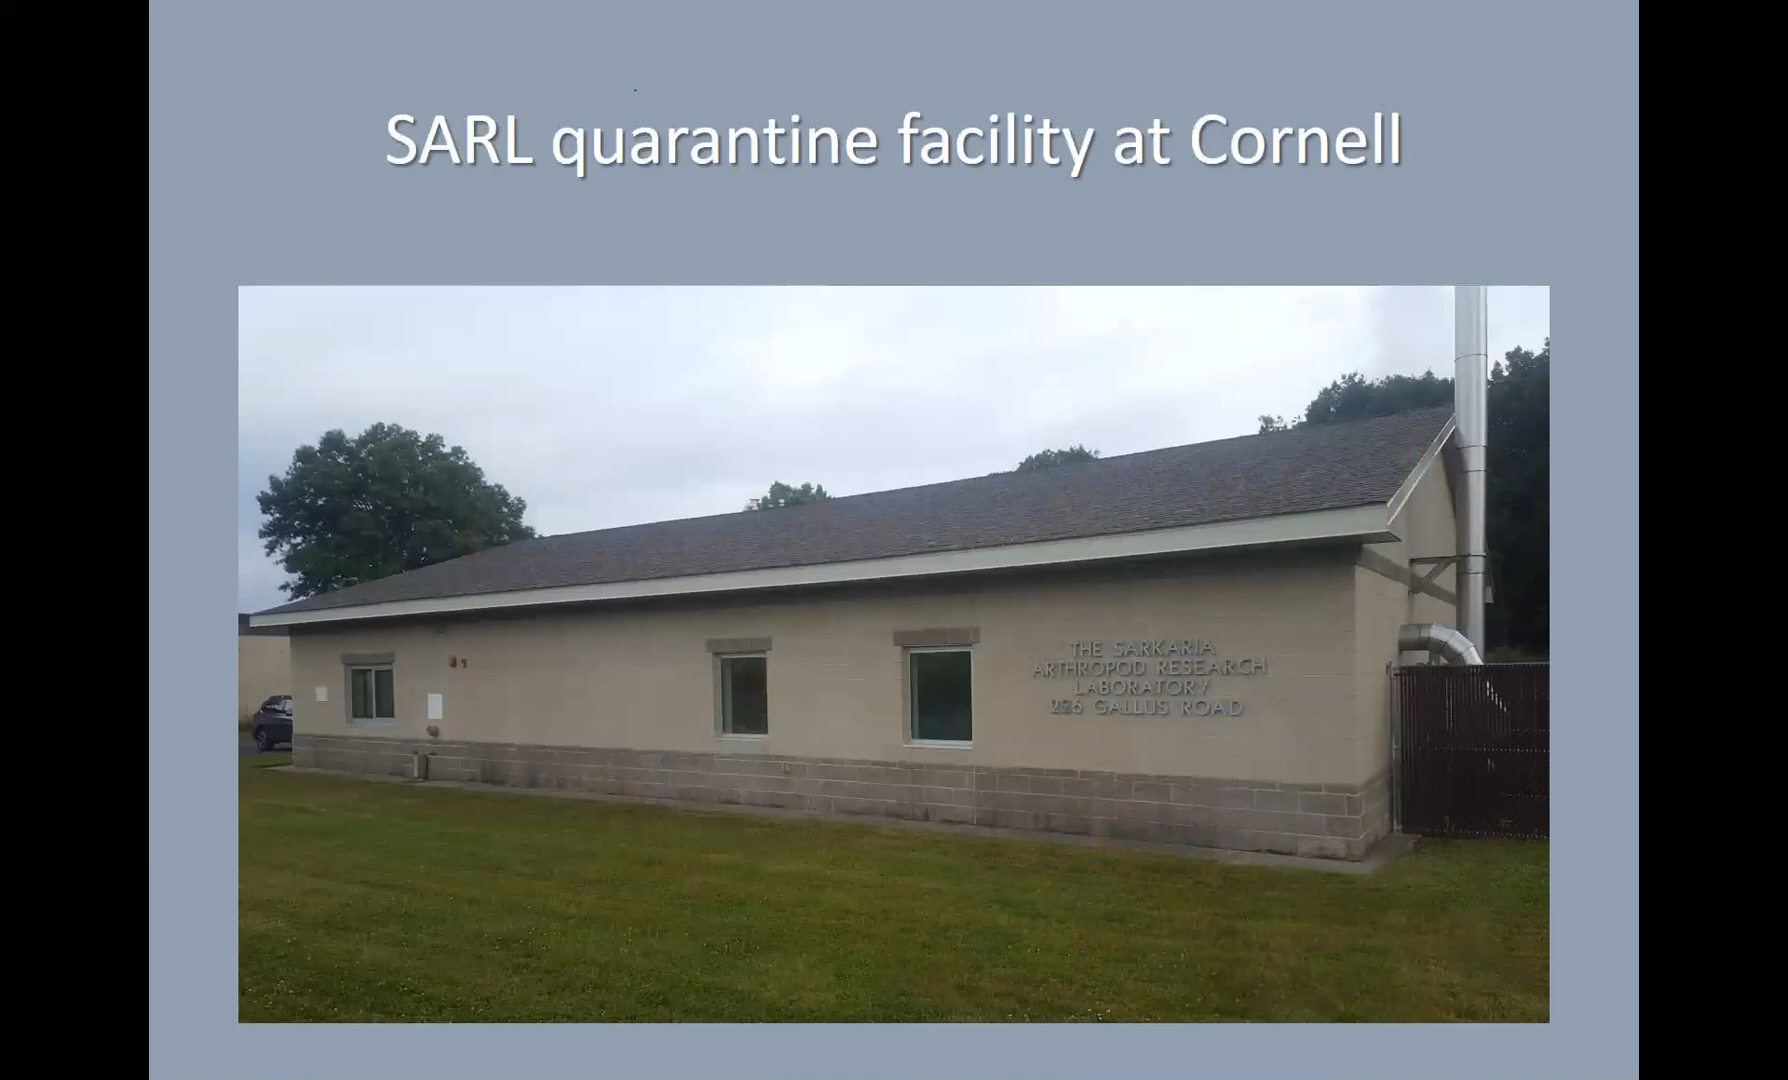 SARL quarantine facility at Cornell
THE SARKARIA
ARTHROPOD RESEARCH
LABORATORY
226 GALLUS ROAD